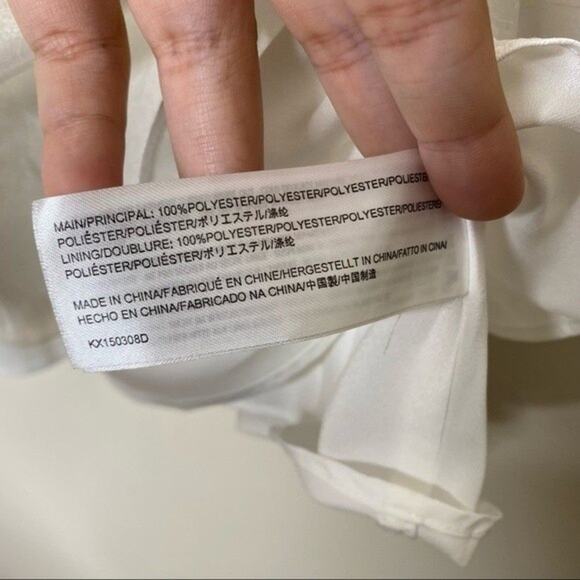 MAIN/PRINCIPAL: 100%POLYESTER/POLYESTER/POLYESTER/POLIESTER
POLIÉSTER/POLIÉSTER/ポリエステル/涤纶
LINING/DOUBLURE: 100%POLYESTER/POLYESTER/POLYESTER
POLIÉSTER/POLIÉSTER/ポリエステル/涤纶
MADE IN CHINA/FABRIQUÉ EN CHINE/HERGESTELLT IN CHINA/FATTO IN CINA/
HECHO EN CHINA/FABRICADO NA CHINA/中国製/中国制造
KX150308D